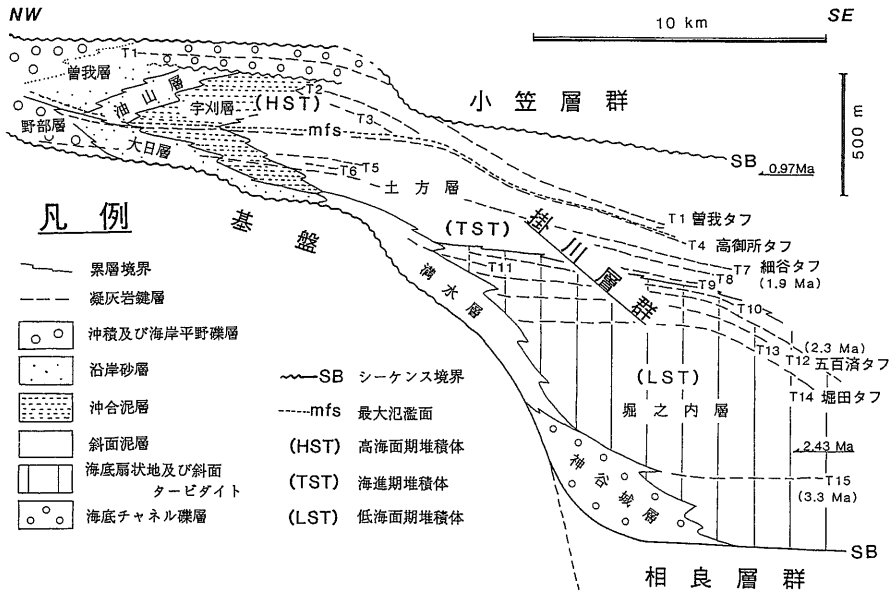 NW
SE
10 km
500 m
T1
曽我層
油山層
宇刈層
(HST)
T2
T3
小笠層群
野部層
大日層
mfs
SB
0.97Ma
T5
T6
土方層
基盤
(TST)
掛川層群
T1 曽我タフ
T4 高御所タフ
T7 細谷タフ
(1.9 Ma)
T8
T9
T10
T11
満水層
T13
(2.3 Ma)
T12 五百済タフ
T14 堀田タフ
(LST)
堀之内層
2.43 Ma
T15
(3.3 Ma)
神谷城層
SB
相良層群
凡例
累層境界
凝灰岩鍵層
沖積及び海岸平野礫層
沿岸砂層
沖合泥層
斜面泥層
海底扇状地及び斜面
タービダイト
海底チャネル礫層
SB シーケンス境界
mfs 最大氾濫面
(HST) 高海面期堆積体
(TST) 海進期堆積体
(LST) 低海面期堆積体